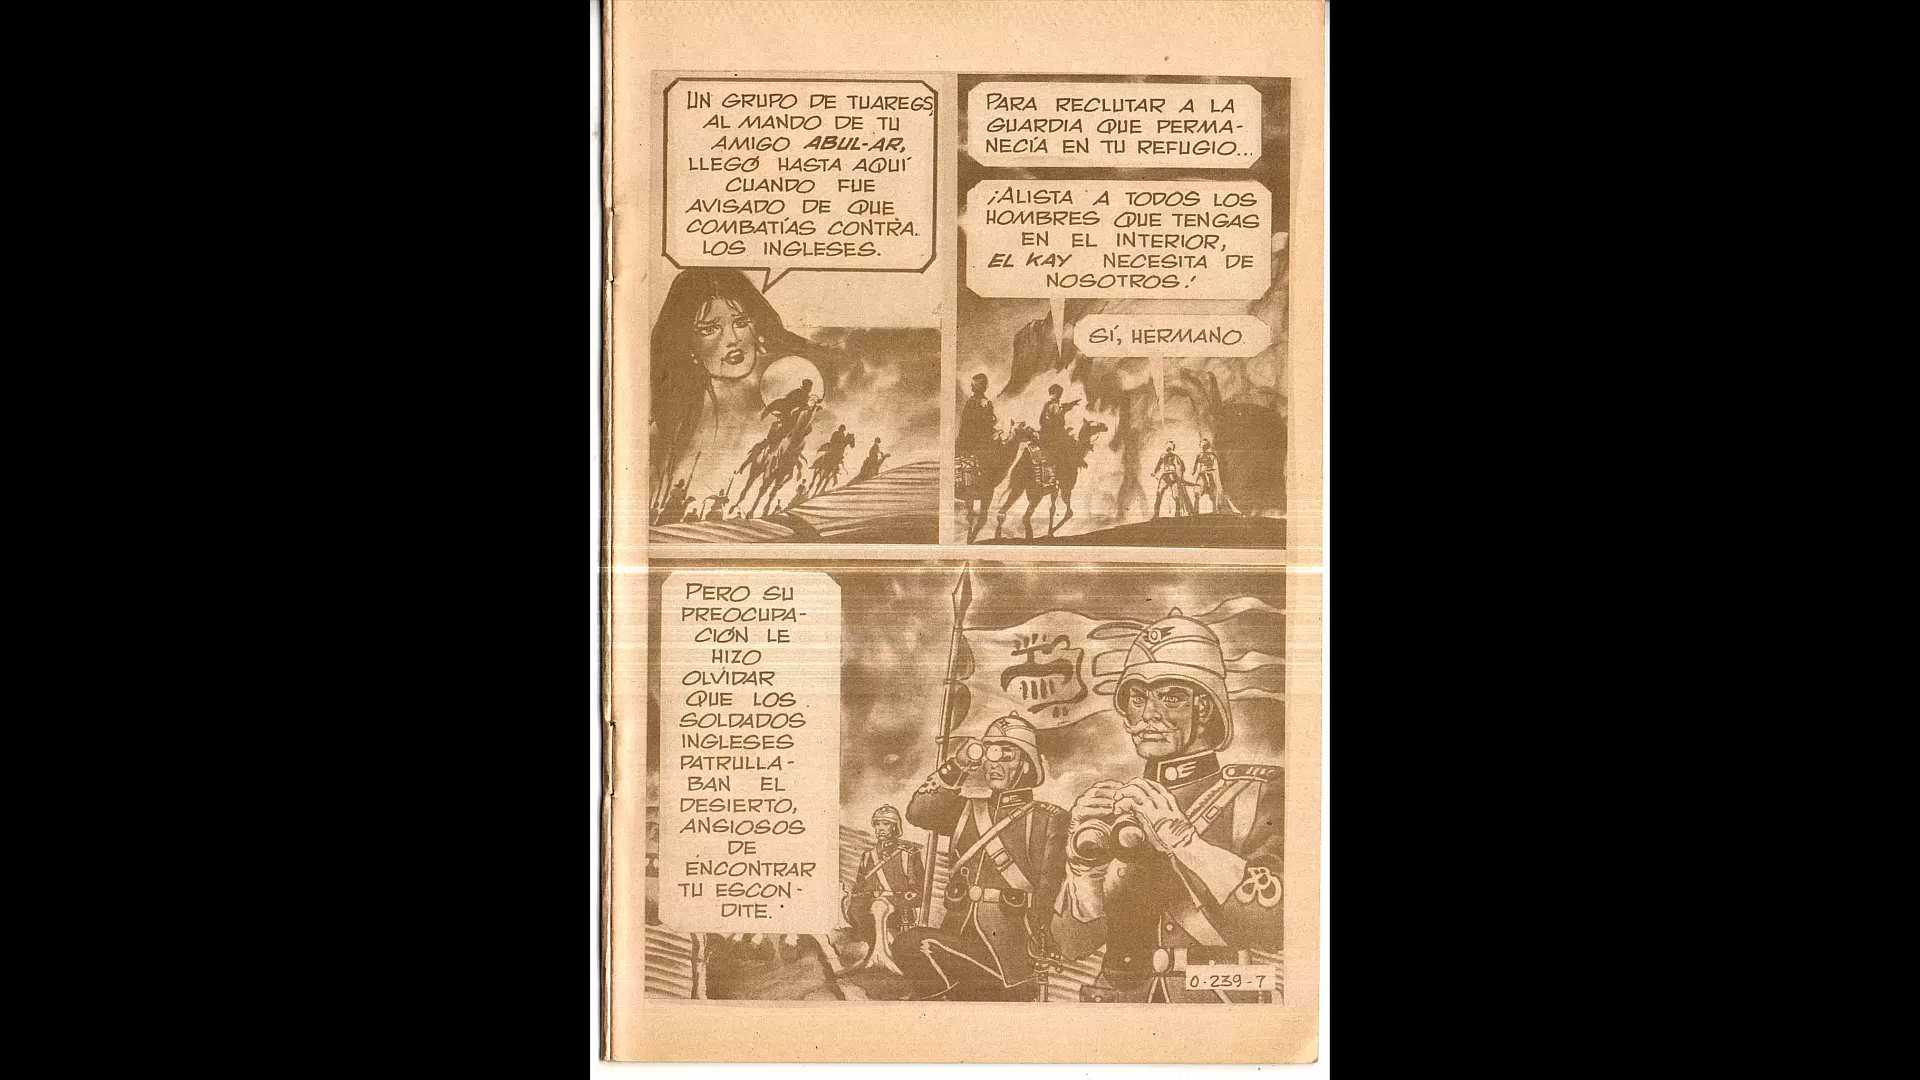 UN GRUPO DE TUAREGS,
AL MANDO DE TU
AMIGO ABUL-AR,
LLEGÓ HASTA AQUÍ
CUANDO FUE
AVISADO DE QUE
COMBATÍAS CONTRA
LOS INGLESES.
PARA RECLUTAR A LA
GUARDIA QUE PERMA-
NECÍA EN TU REFUGIO...
¡ALISTA A TODOS LOS
HOMBRES QUE TENGAS
EN EL INTERIOR,
EL KAY NECESITA DE
NOSOTROS!
SÍ, HERMANO.
PERO SU
PREOCUPA-
CIÓN LE
HIZO
OLVIDAR
QUE LOS
SOLDADOS
INGLESES
PATRULLA-
BAN EL
DESIERTO,
ANSIOSOS
DE
ENCONTRAR
TU ESCON-
DITE.
0-239-7